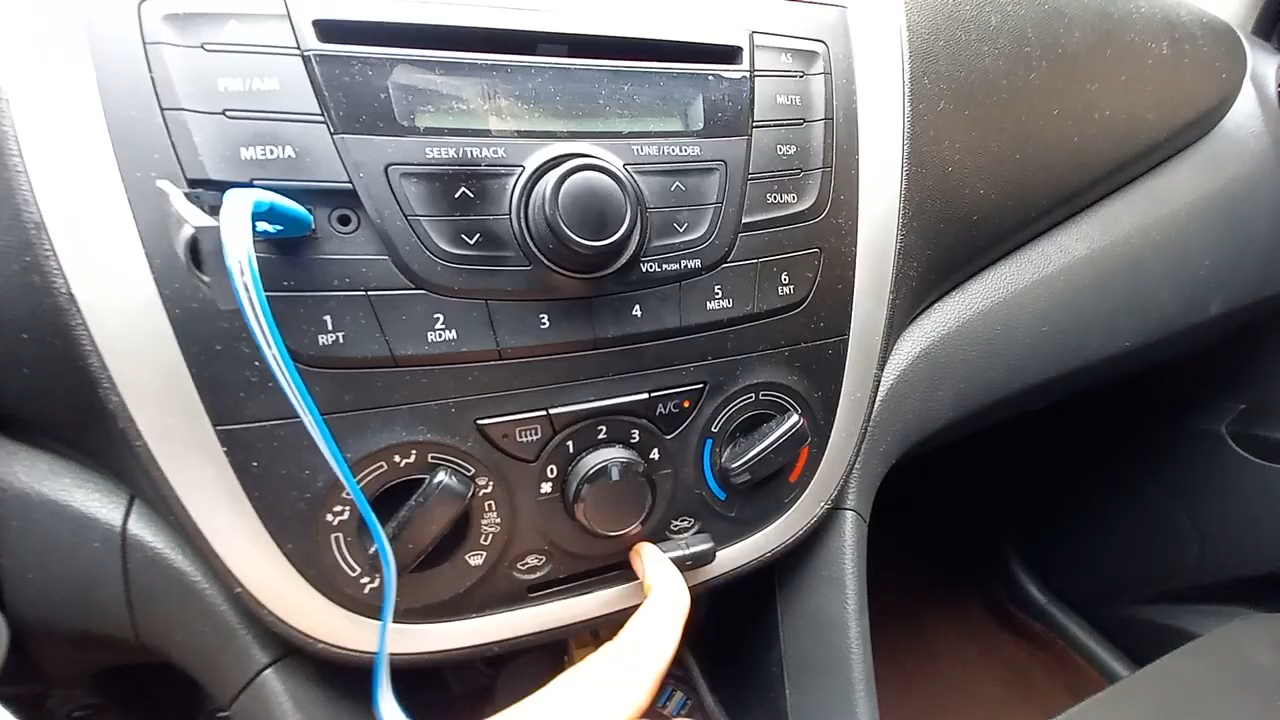 AS
FM/AM
MUTE
MEDIA
SEEK/TRACK
TUNE/FOLDER
DISP
SOUND
VOL PUSH PWR
1
RPT
2
RDM
3
4
5
MENU
6
ENT
A/C
0
1
2
3
4
USE
WITH